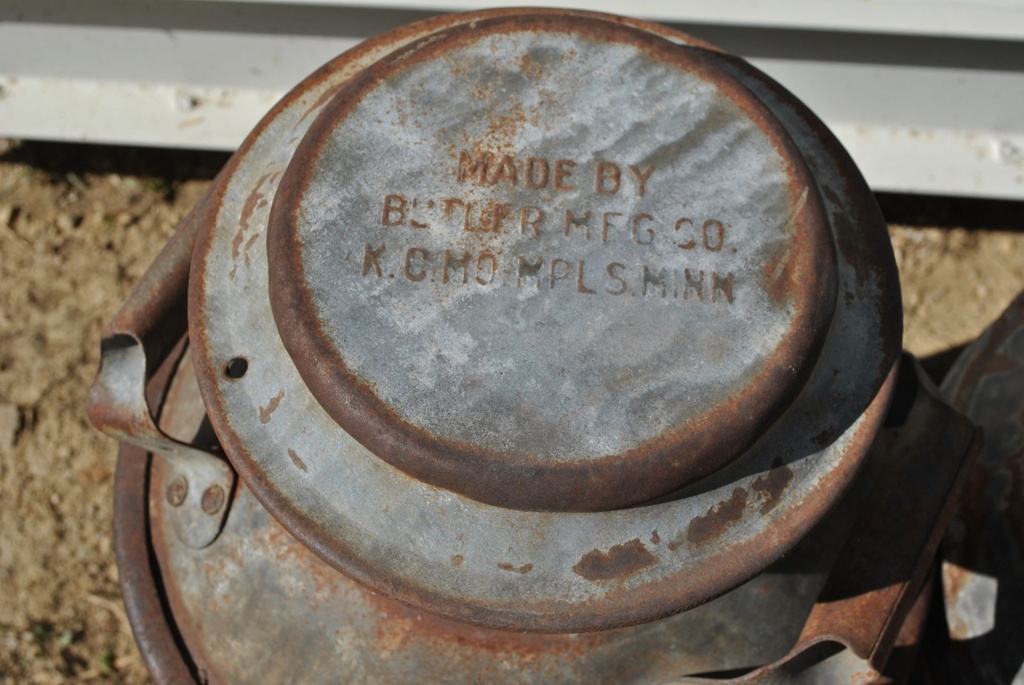 MADE BY
BUTLER MFG. CO.
K.C.MO-MPLS.MINN